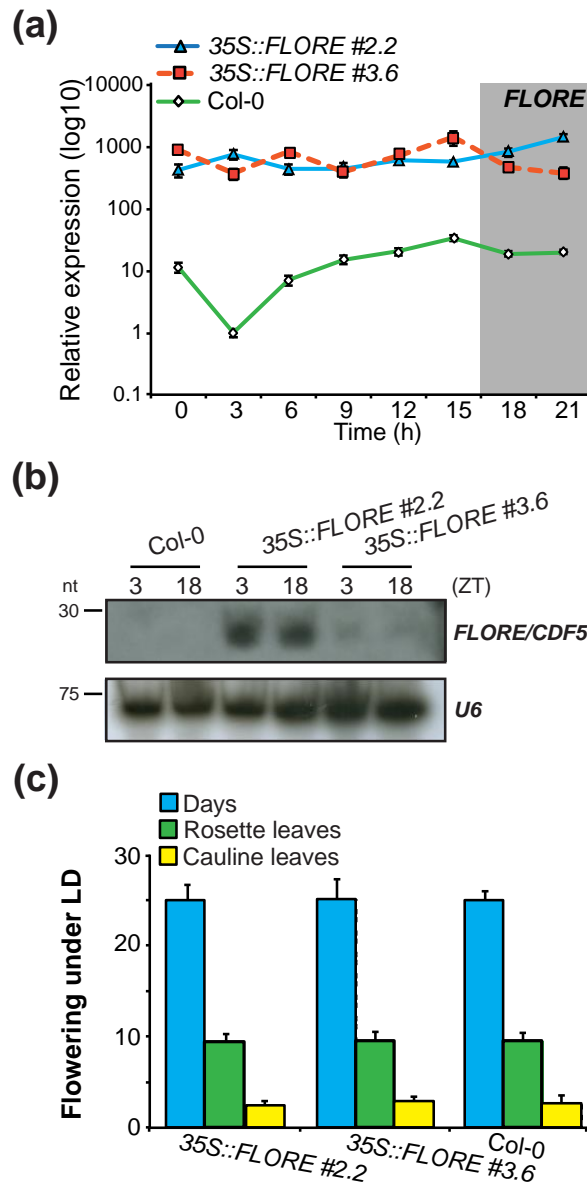 (a)
35S::FLORE #2.2
35S::FLORE #3.6
Col-0
FLORE
Relative expression (log10)
10000
1000
100
10
1
0.1
0 3 6 9 12 15 18 21
Time (h)
(b)
Col-0
35S::FLORE #2.2
35S::FLORE #3.6
nt
3 18 3 18 3 18 (ZT)
30
FLORE/CDF5
75
U6
(c)
Days
Rosette leaves
Cauline leaves
Flowering under LD
30
20
10
0
35S::FLORE #2.2
35S::FLORE #3.6
Col-0